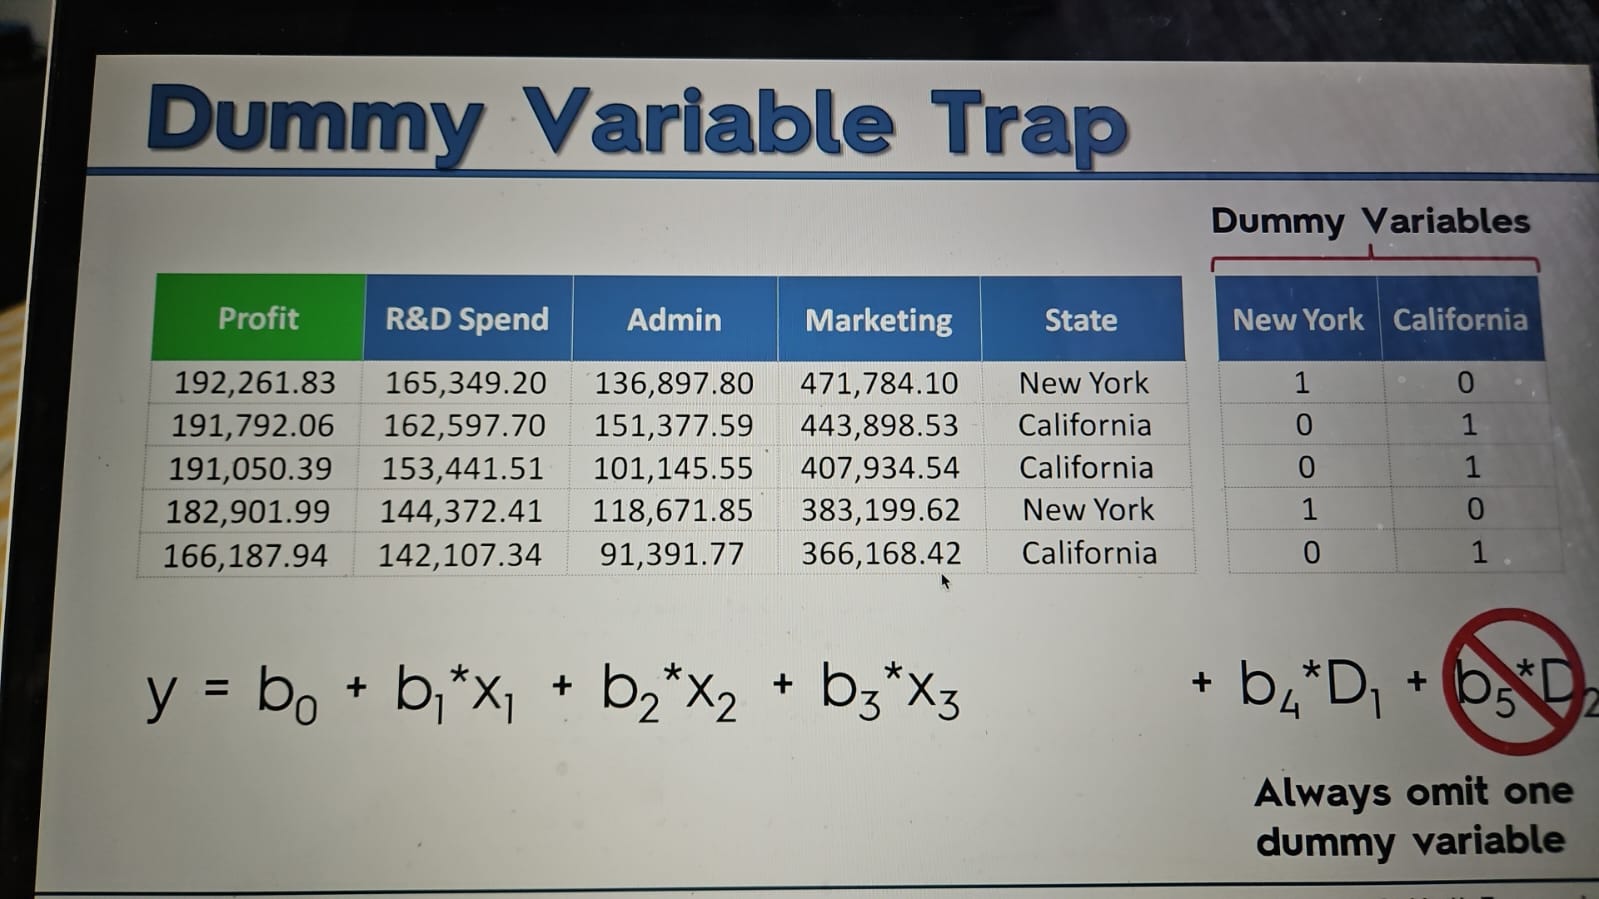 Dummy Variable Trap
Dummy Variables
Profit R&D Spend Admin Marketing State New York California
192,261.83 165,349.20 136,897.80 471,784.10 New York 1 0
191,792.06 162,597.70 151,377.59 443,898.53 California 0 1
191,050.39 153,441.51 101,145.55 407,934.54 California 0 1
182,901.99 144,372.41 118,671.85 383,199.62 New York 1 0
166,187.94 142,107.34 91,391.77 366,168.42 California 0 1
y = b₀ + b₁*x₁ + b₂*x₂ + b₃*x₃ + b₄*D₁ + b₅*D₂
Always omit one
dummy variable